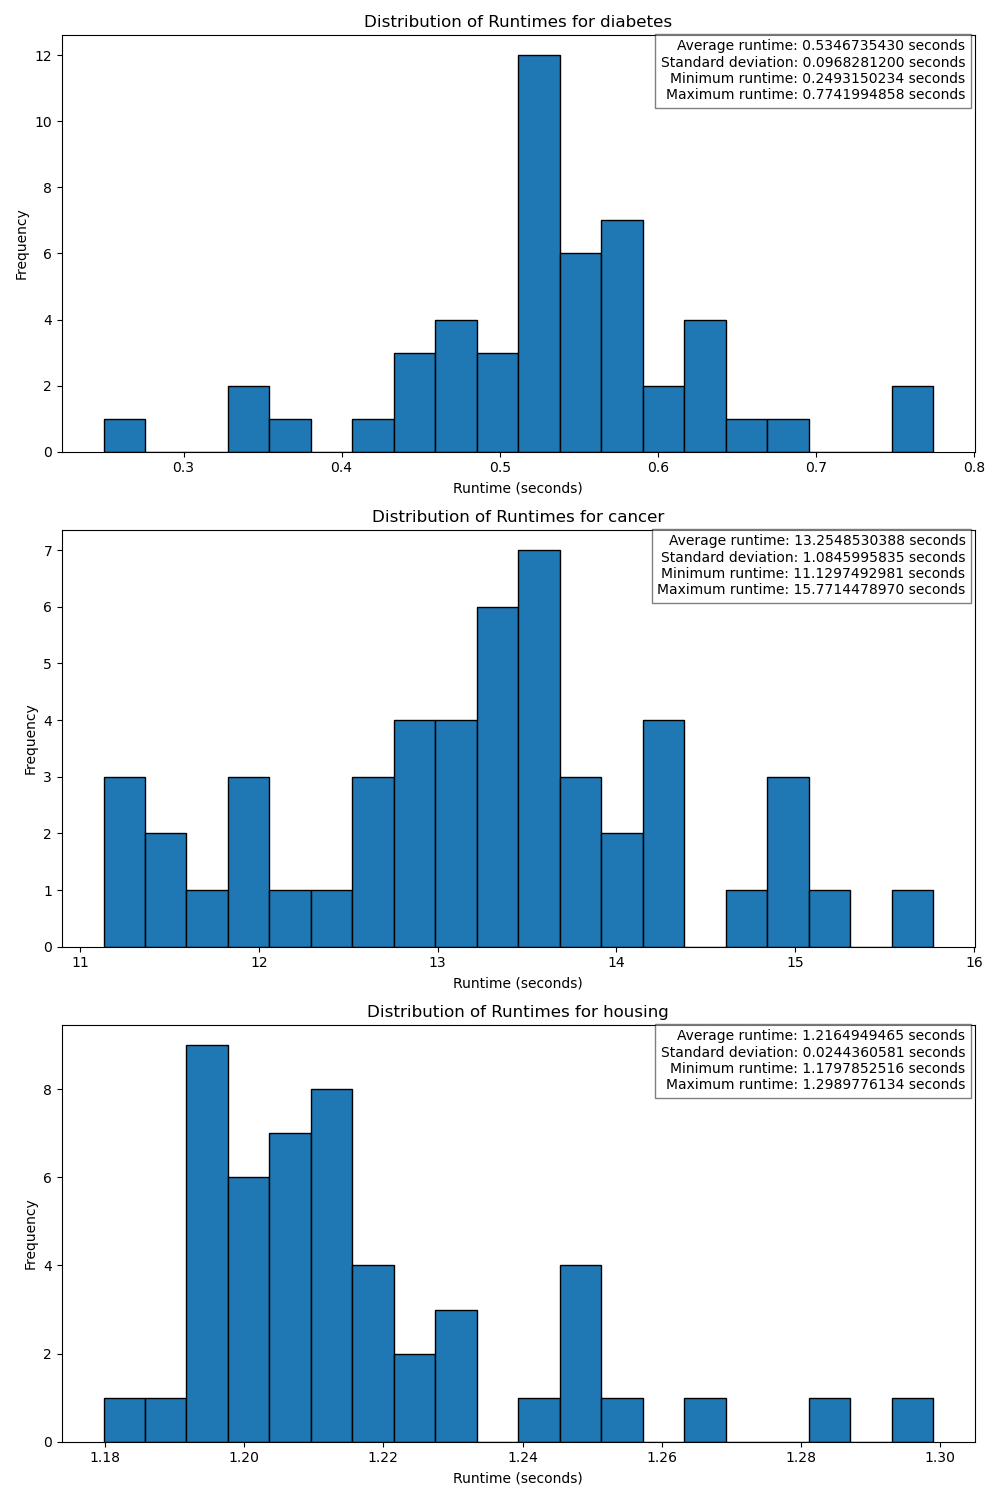 Distribution of Runtimes for diabetes
Average runtime: 0.5346735430 seconds
Standard deviation: 0.0968281200 seconds
Minimum runtime: 0.2493150234 seconds
Maximum runtime: 0.7741994858 seconds
12
10
8
6
4
2
0
Frequency
0.3 0.4 0.5 0.6 0.7 0.8
Runtime (seconds)
Distribution of Runtimes for cancer
Average runtime: 13.2548530388 seconds
Standard deviation: 1.0845995835 seconds
Minimum runtime: 11.1297492981 seconds
Maximum runtime: 15.7714478970 seconds
7
6
5
4
3
2
1
0
Frequency
11 12 13 14 15 16
Runtime (seconds)
Distribution of Runtimes for housing
Average runtime: 1.2164949465 seconds
Standard deviation: 0.0244360581 seconds
Minimum runtime: 1.1797852516 seconds
Maximum runtime: 1.2989776134 seconds
8
6
4
2
0
Frequency
1.18 1.20 1.22 1.24 1.26 1.28 1.30
Runtime (seconds)